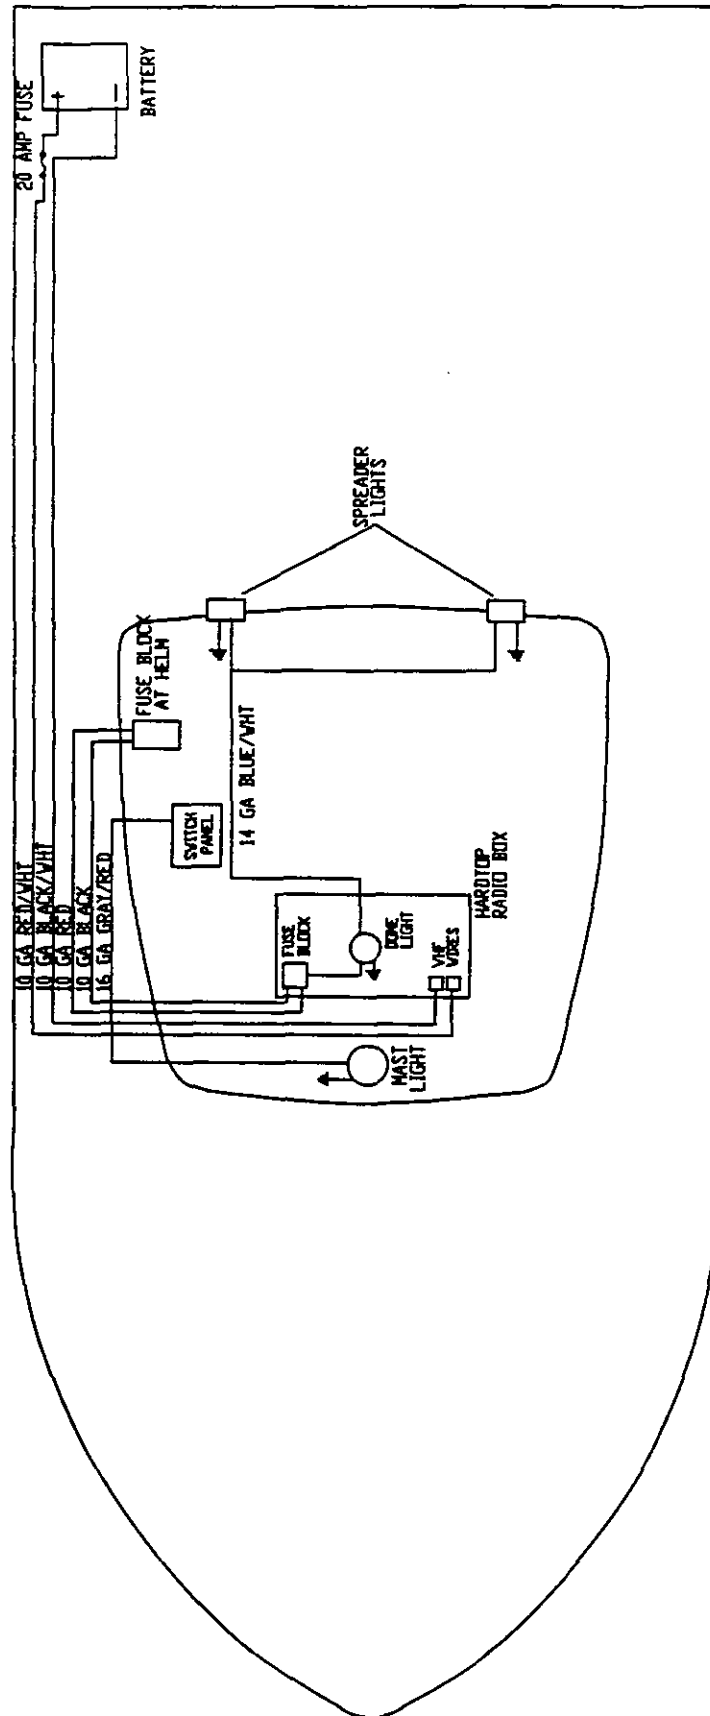 20 AMP FUSE
BATTERY
SPREADER
LIGHTS
FUSE BLOCK
AT HELM
14 GA BLUE/WHT
SWITCH
PANEL
10 GA RED/WHT
10 GA BLACK/WHT
10 GA RED
10 GA BLACK
16 GA GRAY/RED
FUSE
BLOCK
DOME
LIGHT
VHF
WIRES
HARDTOP
RADIO BOX
MAST
LIGHT